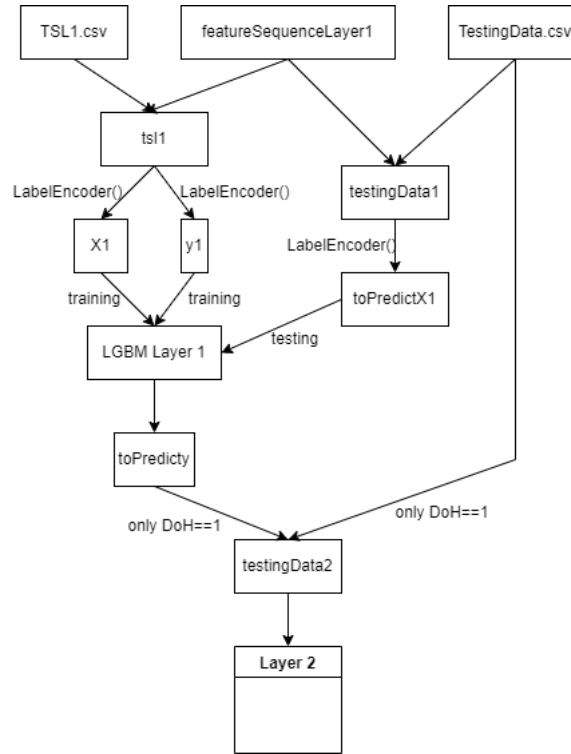 TSL1.csv
featureSequenceLayer1
TestingData.csv
tsl1
LabelEncoder()
LabelEncoder()
testingData1
X1
y1
LabelEncoder()
training
training
toPredictX1
testing
LGBM Layer 1
toPredicty
only DoH==1
only DoH==1
testingData2
Layer 2